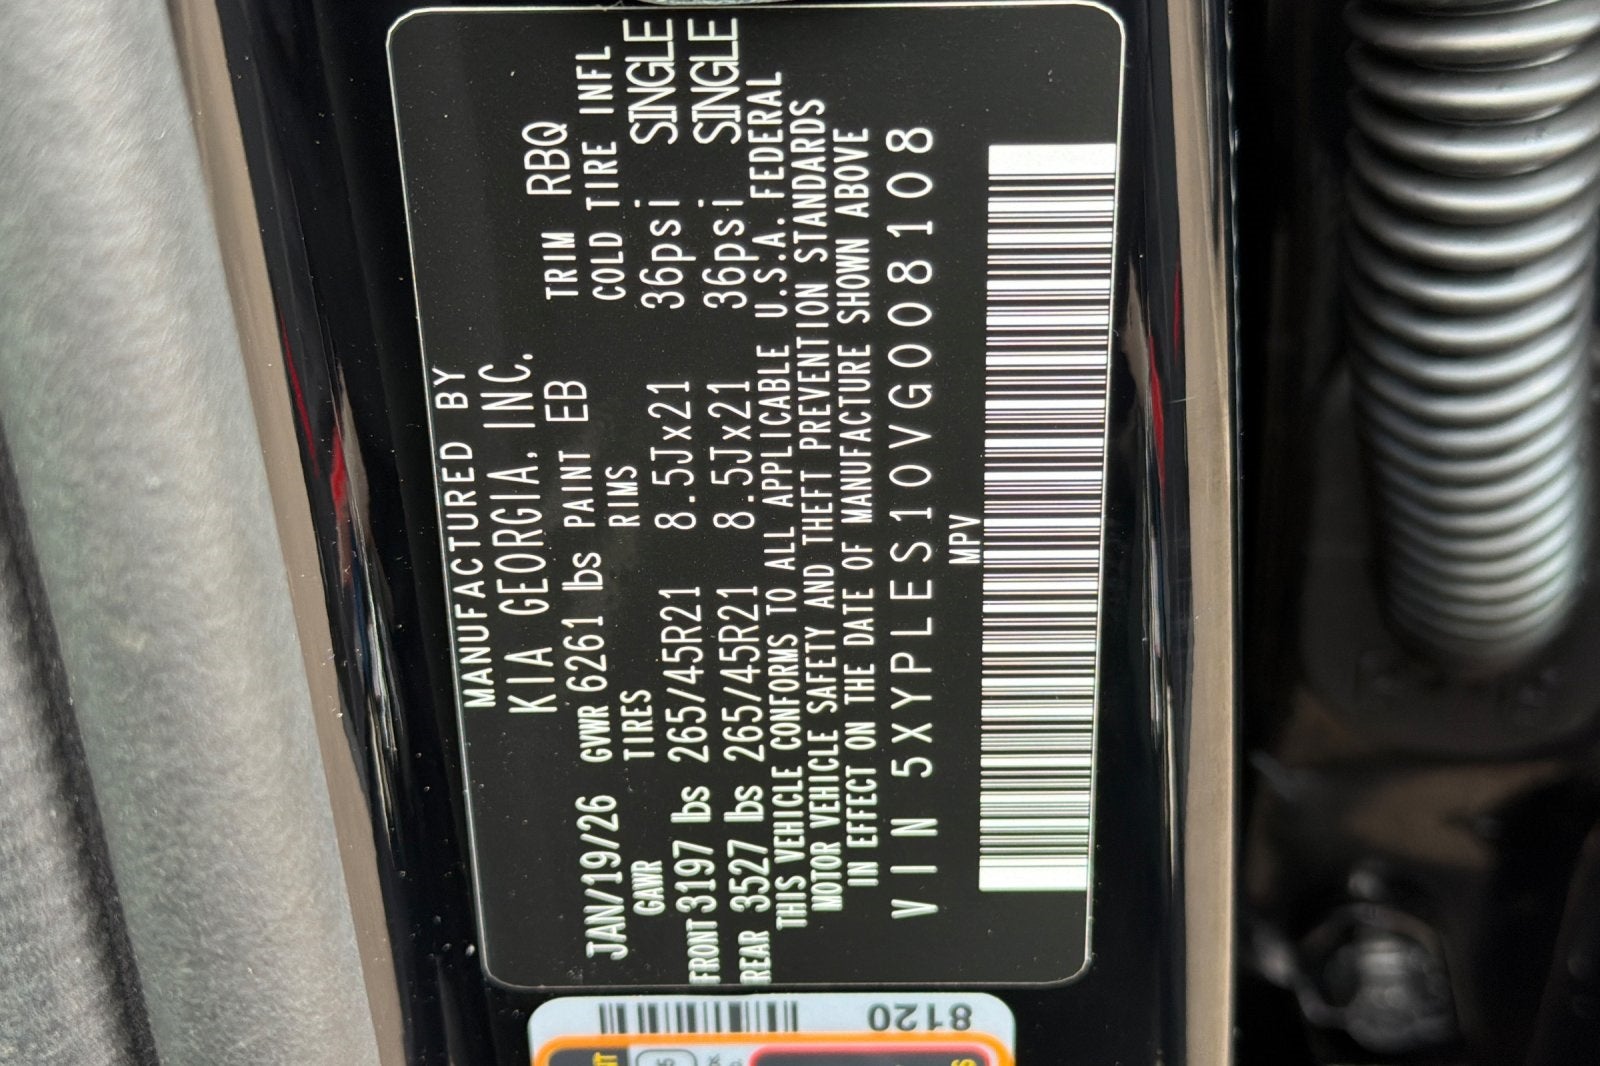 MANUFACTURED BY
KIA GEORGIA, INC.
JAN/19/26 GVWR 6261 lbs PAINT EB TRIM RBQ
GAWR TIRES RIMS COLD TIRE INFL
FRONT 3197 lbs 265/45R21 8.5Jx21 36psi SINGLE
REAR 3527 lbs 265/45R21 8.5Jx21 36psi SINGLE
THIS VEHICLE CONFORMS TO ALL APPLICABLE U.S.A. FEDERAL
MOTOR VEHICLE SAFETY AND THEFT PREVENTION STANDARDS
IN EFFECT ON THE DATE OF MANUFACTURE SHOWN ABOVE
VIN 5XYPLES10VG008108
MPV
8120